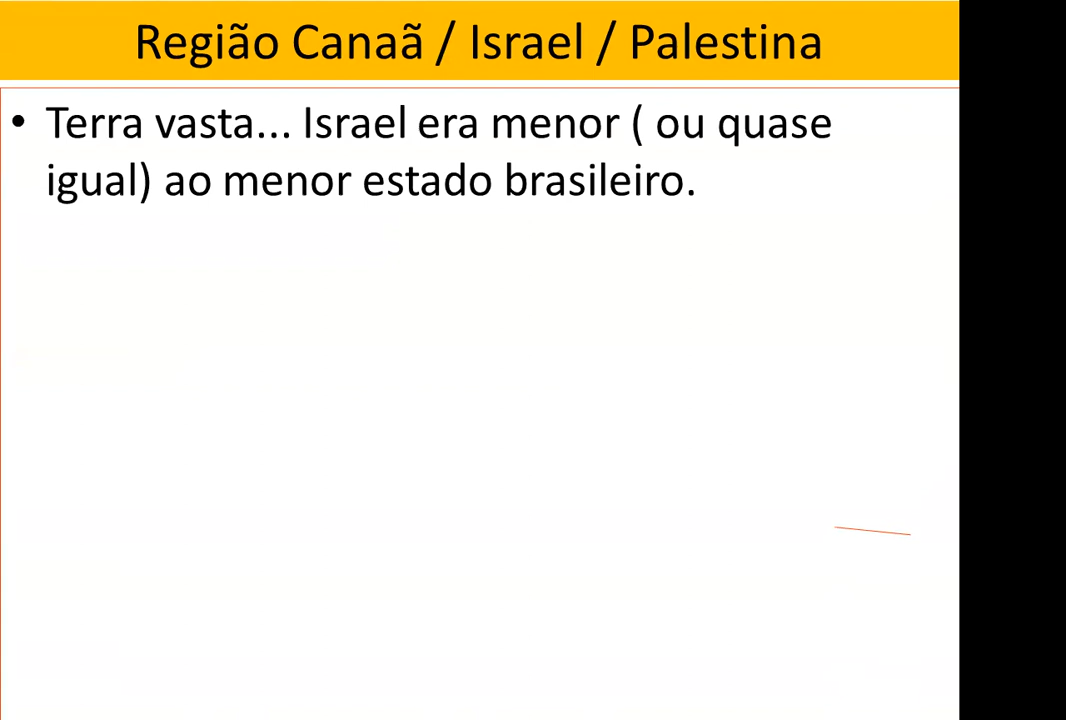 Região Canaã / Israel / Palestina
• Terra vasta... Israel era menor ( ou quase
igual) ao menor estado brasileiro.